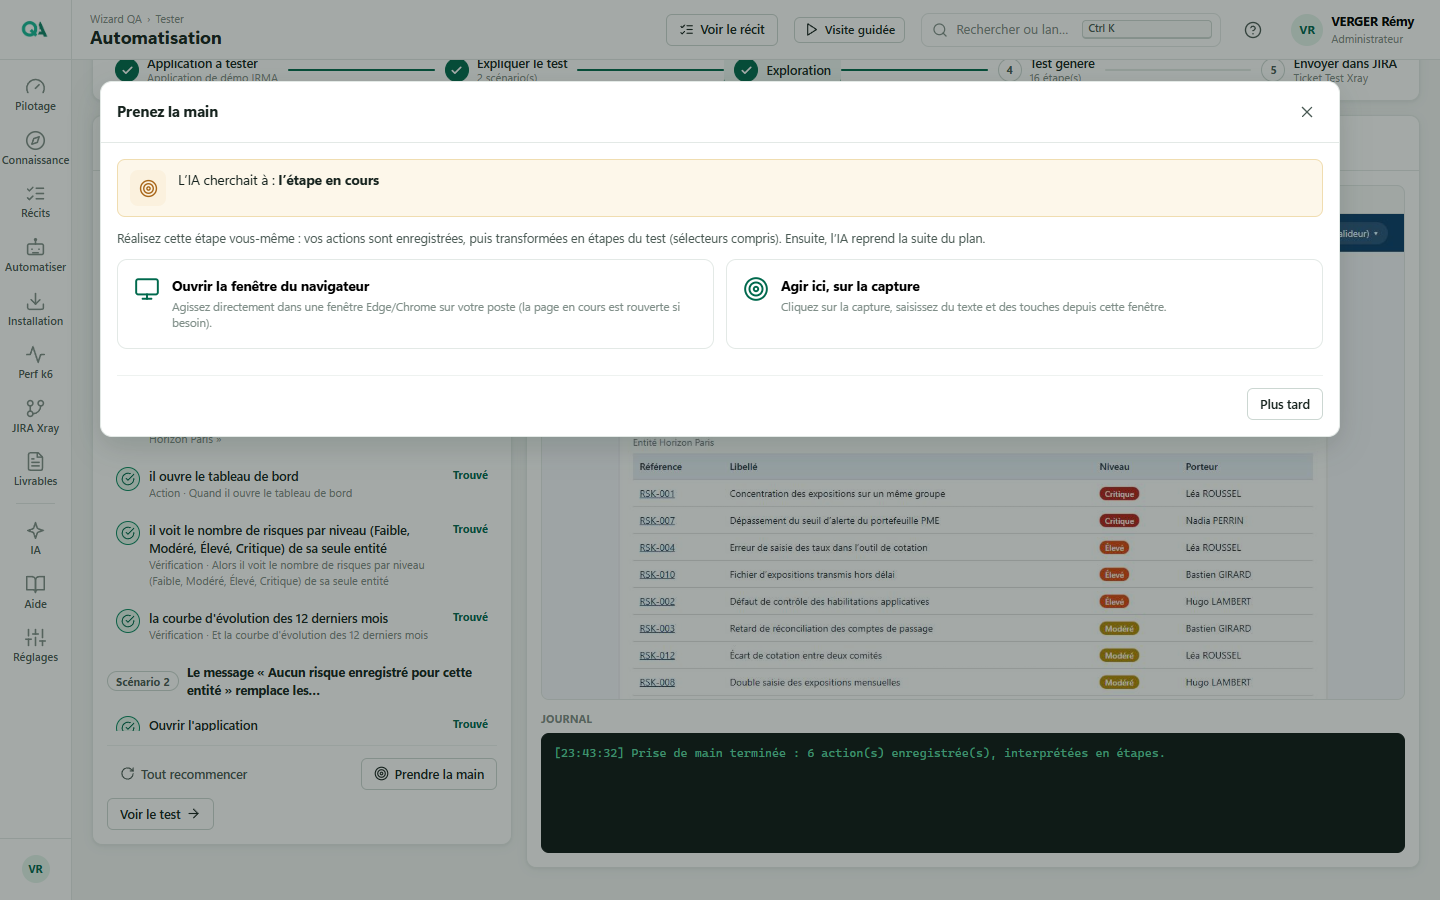 QA
Wizard QA › Tester
Automatisation
Voir le récit
Visite guidée
Rechercher ou lan...
Ctrl K
VR
VERGER Rémy
Administrateur
Pilotage
Connaissance
Récits
Automatiser
Installation
Perf k6
JIRA Xray
Livrables
IA
Aide
Réglages
VR
Application à tester
Application de démo IRMA
Expliquer le test
2 scénario(s)
Exploration
4
Test généré
16 étape(s)
5
Envoyer dans JIRA
Ticket Test Xray
Prenez la main
L’IA cherchait à : l’étape en cours
Réalisez cette étape vous-même : vos actions sont enregistrées, puis transformées en étapes du test (sélecteurs compris). Ensuite, l’IA reprend la suite du plan.
Ouvrir la fenêtre du navigateur
Agissez directement dans une fenêtre Edge/Chrome sur votre poste (la page en cours est rouverte si
besoin).
Agir ici, sur la capture
Cliquez sur la capture, saisissez du texte et des touches depuis cette fenêtre.
Plus tard
alideur)
Horizon Paris »
il ouvre le tableau de bord
Trouvé
Action · Quand il ouvre le tableau de bord
il voit le nombre de risques par niveau (Faible,
Modéré, Élevé, Critique) de sa seule entité
Trouvé
Vérification · Alors il voit le nombre de risques par niveau
(Faible, Modéré, Élevé, Critique) de sa seule entité
la courbe d'évolution des 12 derniers mois
Trouvé
Vérification · Et la courbe d'évolution des 12 derniers mois
Scénario 2
Le message « Aucun risque enregistré pour cette
entité » remplace les...
Ouvrir l'application
Trouvé
Tout recommencer
Prendre la main
Voir le test
Entité Horizon Paris
Référence Libellé Niveau Porteur
RSK-001 Concentration des expositions sur un même groupe Critique Léa ROUSSEL
RSK-007 Dépassement du seuil d'alerte du portefeuille PME Critique Nadia PERRIN
RSK-004 Erreur de saisie des taux dans l'outil de cotation Élevé Léa ROUSSEL
RSK-010 Fichier d'expositions transmis hors délai Élevé Bastien GIRARD
RSK-002 Défaut de contrôle des habilitations applicatives Élevé Hugo LAMBERT
RSK-003 Retard de réconciliation des comptes de passage Modéré Bastien GIRARD
RSK-012 Écart de cotation entre deux comités Modéré Léa ROUSSEL
RSK-008 Double saisie des expositions mensuelles Modéré Hugo LAMBERT
JOURNAL
[23:43:32] Prise de main terminée : 6 action(s) enregistrée(s), interprétées en étapes.